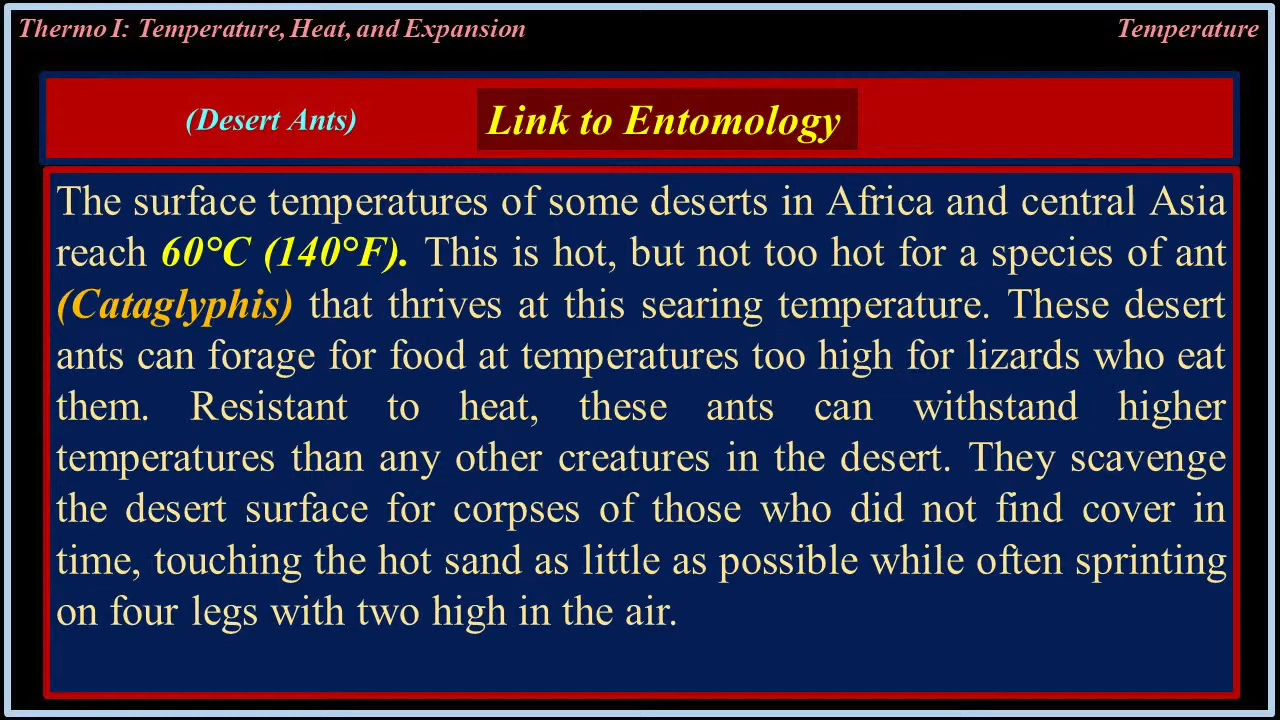 Thermo I: Temperature, Heat, and Expansion
Temperature
(Desert Ants)
Link to Entomology
The surface temperatures of some deserts in Africa and central Asia
reach 60°C (140°F). This is hot, but not too hot for a species of ant
(Cataglyphis) that thrives at this searing temperature. These desert
ants can forage for food at temperatures too high for lizards who eat
them. Resistant to heat, these ants can withstand higher
temperatures than any other creatures in the desert. They scavenge
the desert surface for corpses of those who did not find cover in
time, touching the hot sand as little as possible while often sprinting
on four legs with two high in the air.